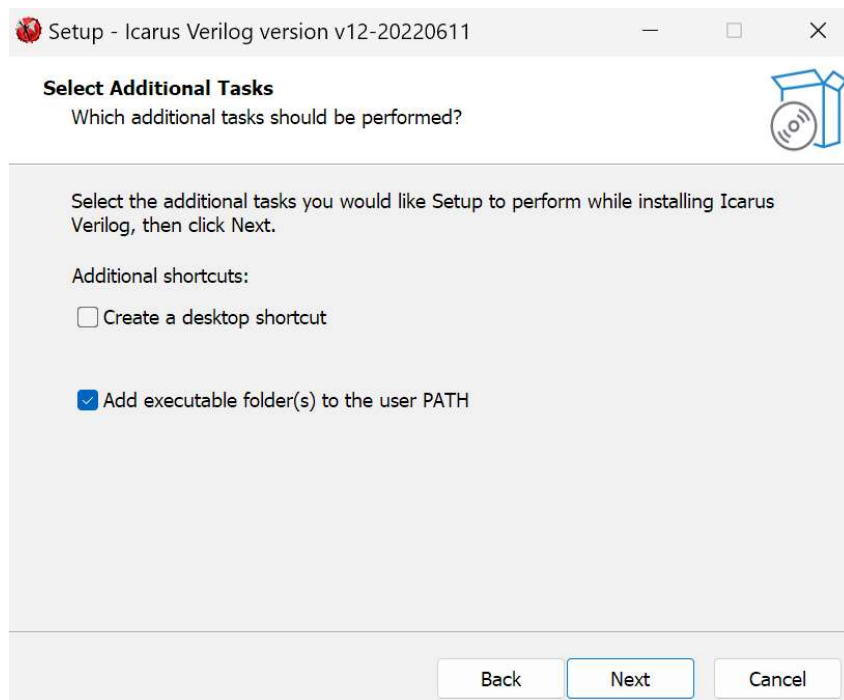 Setup - Icarus Verilog version v12-20220611
Select Additional Tasks
Which additional tasks should be performed?
Select the additional tasks you would like Setup to perform while installing Icarus
Verilog, then click Next.
Additional shortcuts:
Create a desktop shortcut
Add executable folder(s) to the user PATH
Back Next Cancel